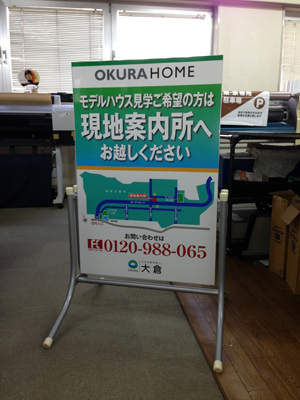 OKURAHOME
モデルハウス見学ご希望の方は
現地案内所へ
お越しください
お問い合わせは
0120-988-065
大倉
P